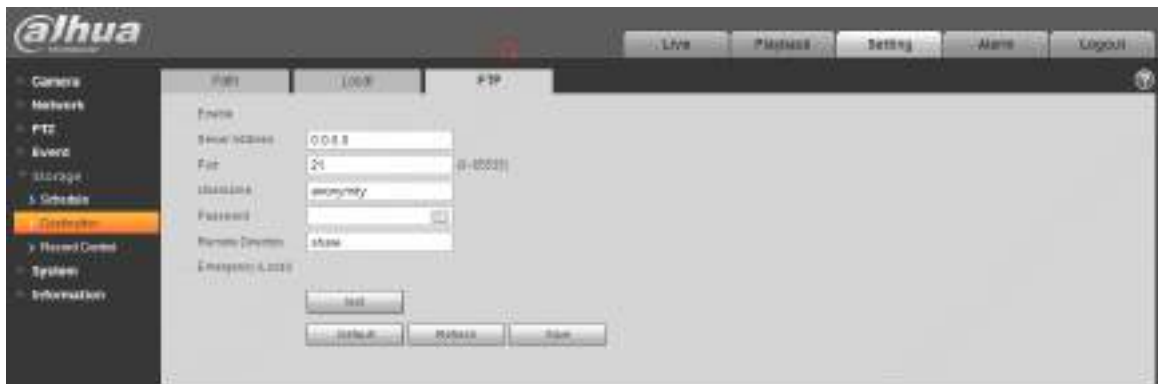 alhua
Live Playback Setting Alarm Logout
Camera
Network
PTZ
Event
Storage
Schedule
Destination
Record Control
System
Information
Path Local FTP
Enable
Server Address 0.0.0.0
Port 21 (0~65535)
Username anonymity
Password
Remote Directory share
Emergency (Local)
test
Default Refresh Save